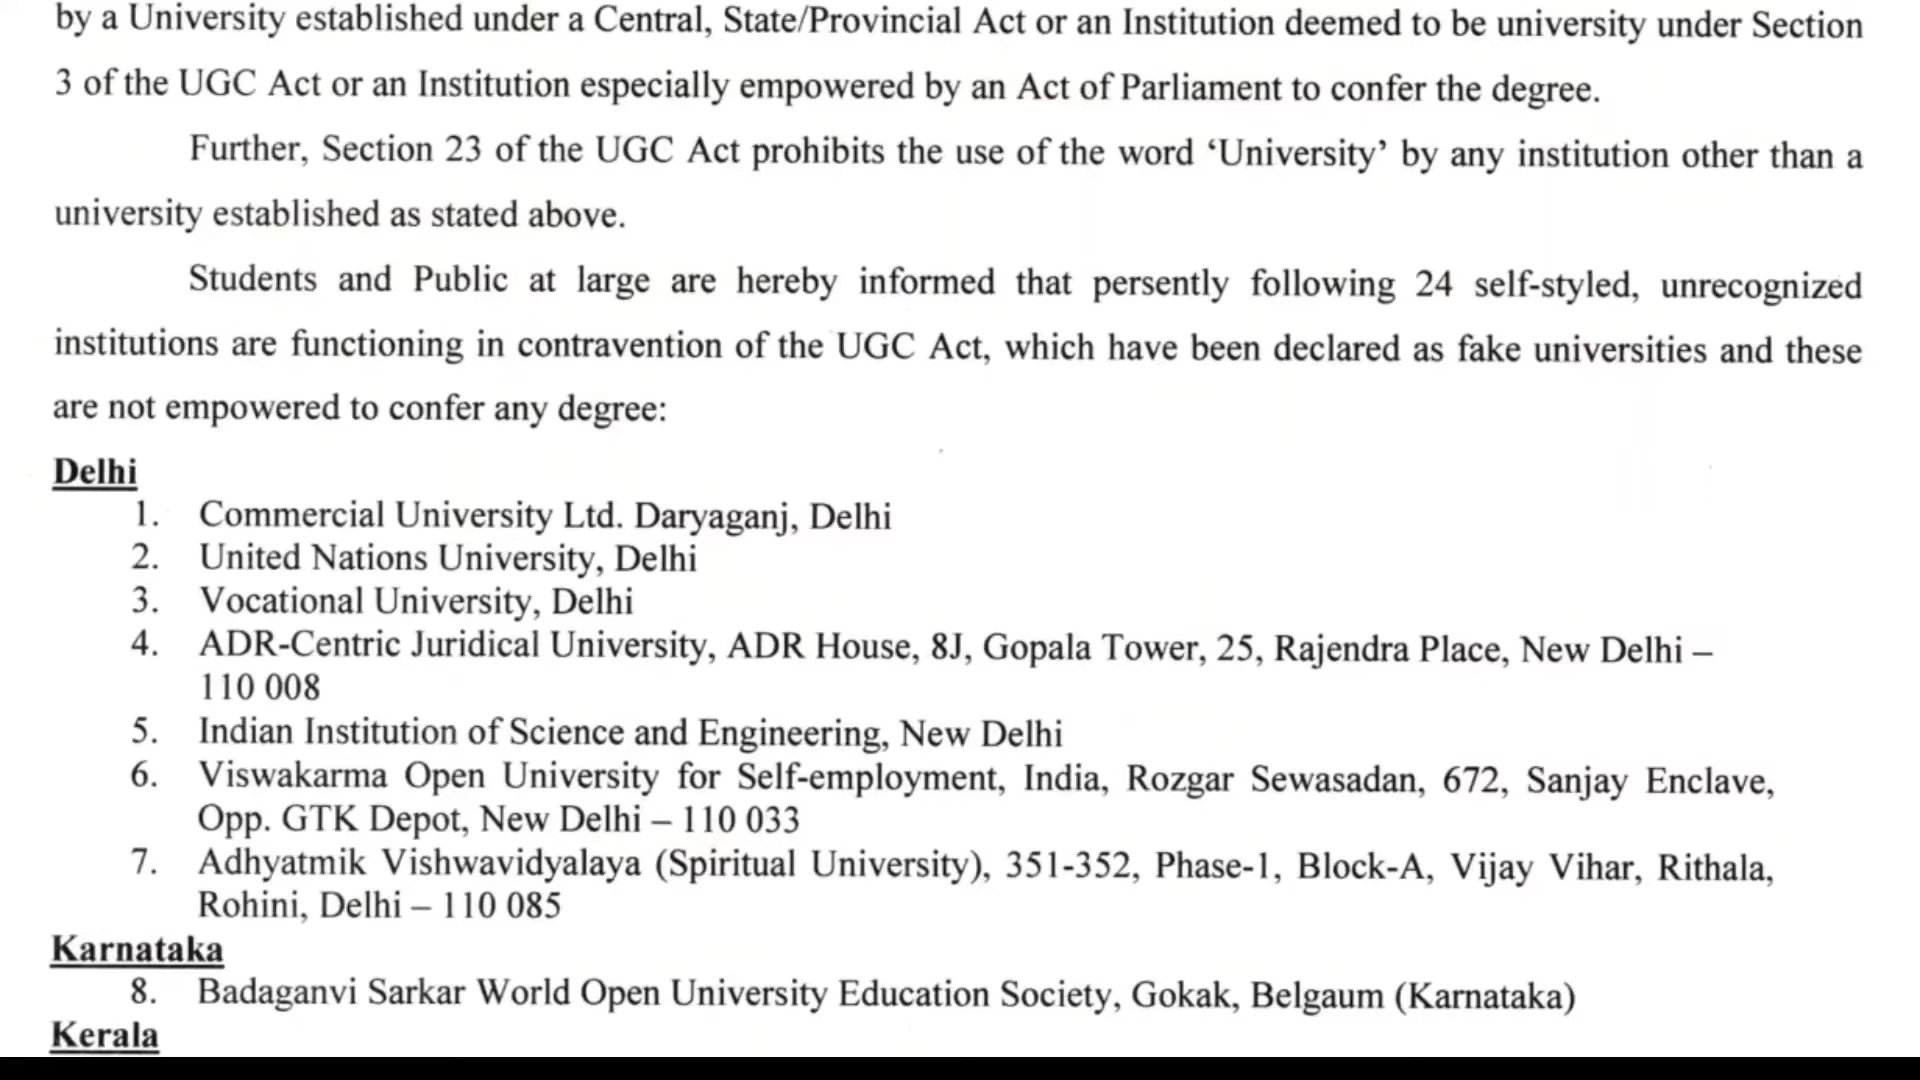 by a University established under a Central, State/Provincial Act or an Institution deemed to be university under Section
3 of the UGC Act or an Institution especially empowered by an Act of Parliament to confer the degree.
Further, Section 23 of the UGC Act prohibits the use of the word ‘University’ by any institution other than a
university established as stated above.
Students and Public at large are hereby informed that persently following 24 self-styled, unrecognized
institutions are functioning in contravention of the UGC Act, which have been declared as fake universities and these
are not empowered to confer any degree:
Delhi
1. Commercial University Ltd. Daryaganj, Delhi
2. United Nations University, Delhi
3. Vocational University, Delhi
4. ADR-Centric Juridical University, ADR House, 8J, Gopala Tower, 25, Rajendra Place, New Delhi –
110 008
5. Indian Institution of Science and Engineering, New Delhi
6. Viswakarma Open University for Self-employment, India, Rozgar Sewasadan, 672, Sanjay Enclave,
Opp. GTK Depot, New Delhi – 110 033
7. Adhyatmik Vishwavidyalaya (Spiritual University), 351-352, Phase-1, Block-A, Vijay Vihar, Rithala,
Rohini, Delhi – 110 085
Karnataka
8. Badaganvi Sarkar World Open University Education Society, Gokak, Belgaum (Karnataka)
Kerala